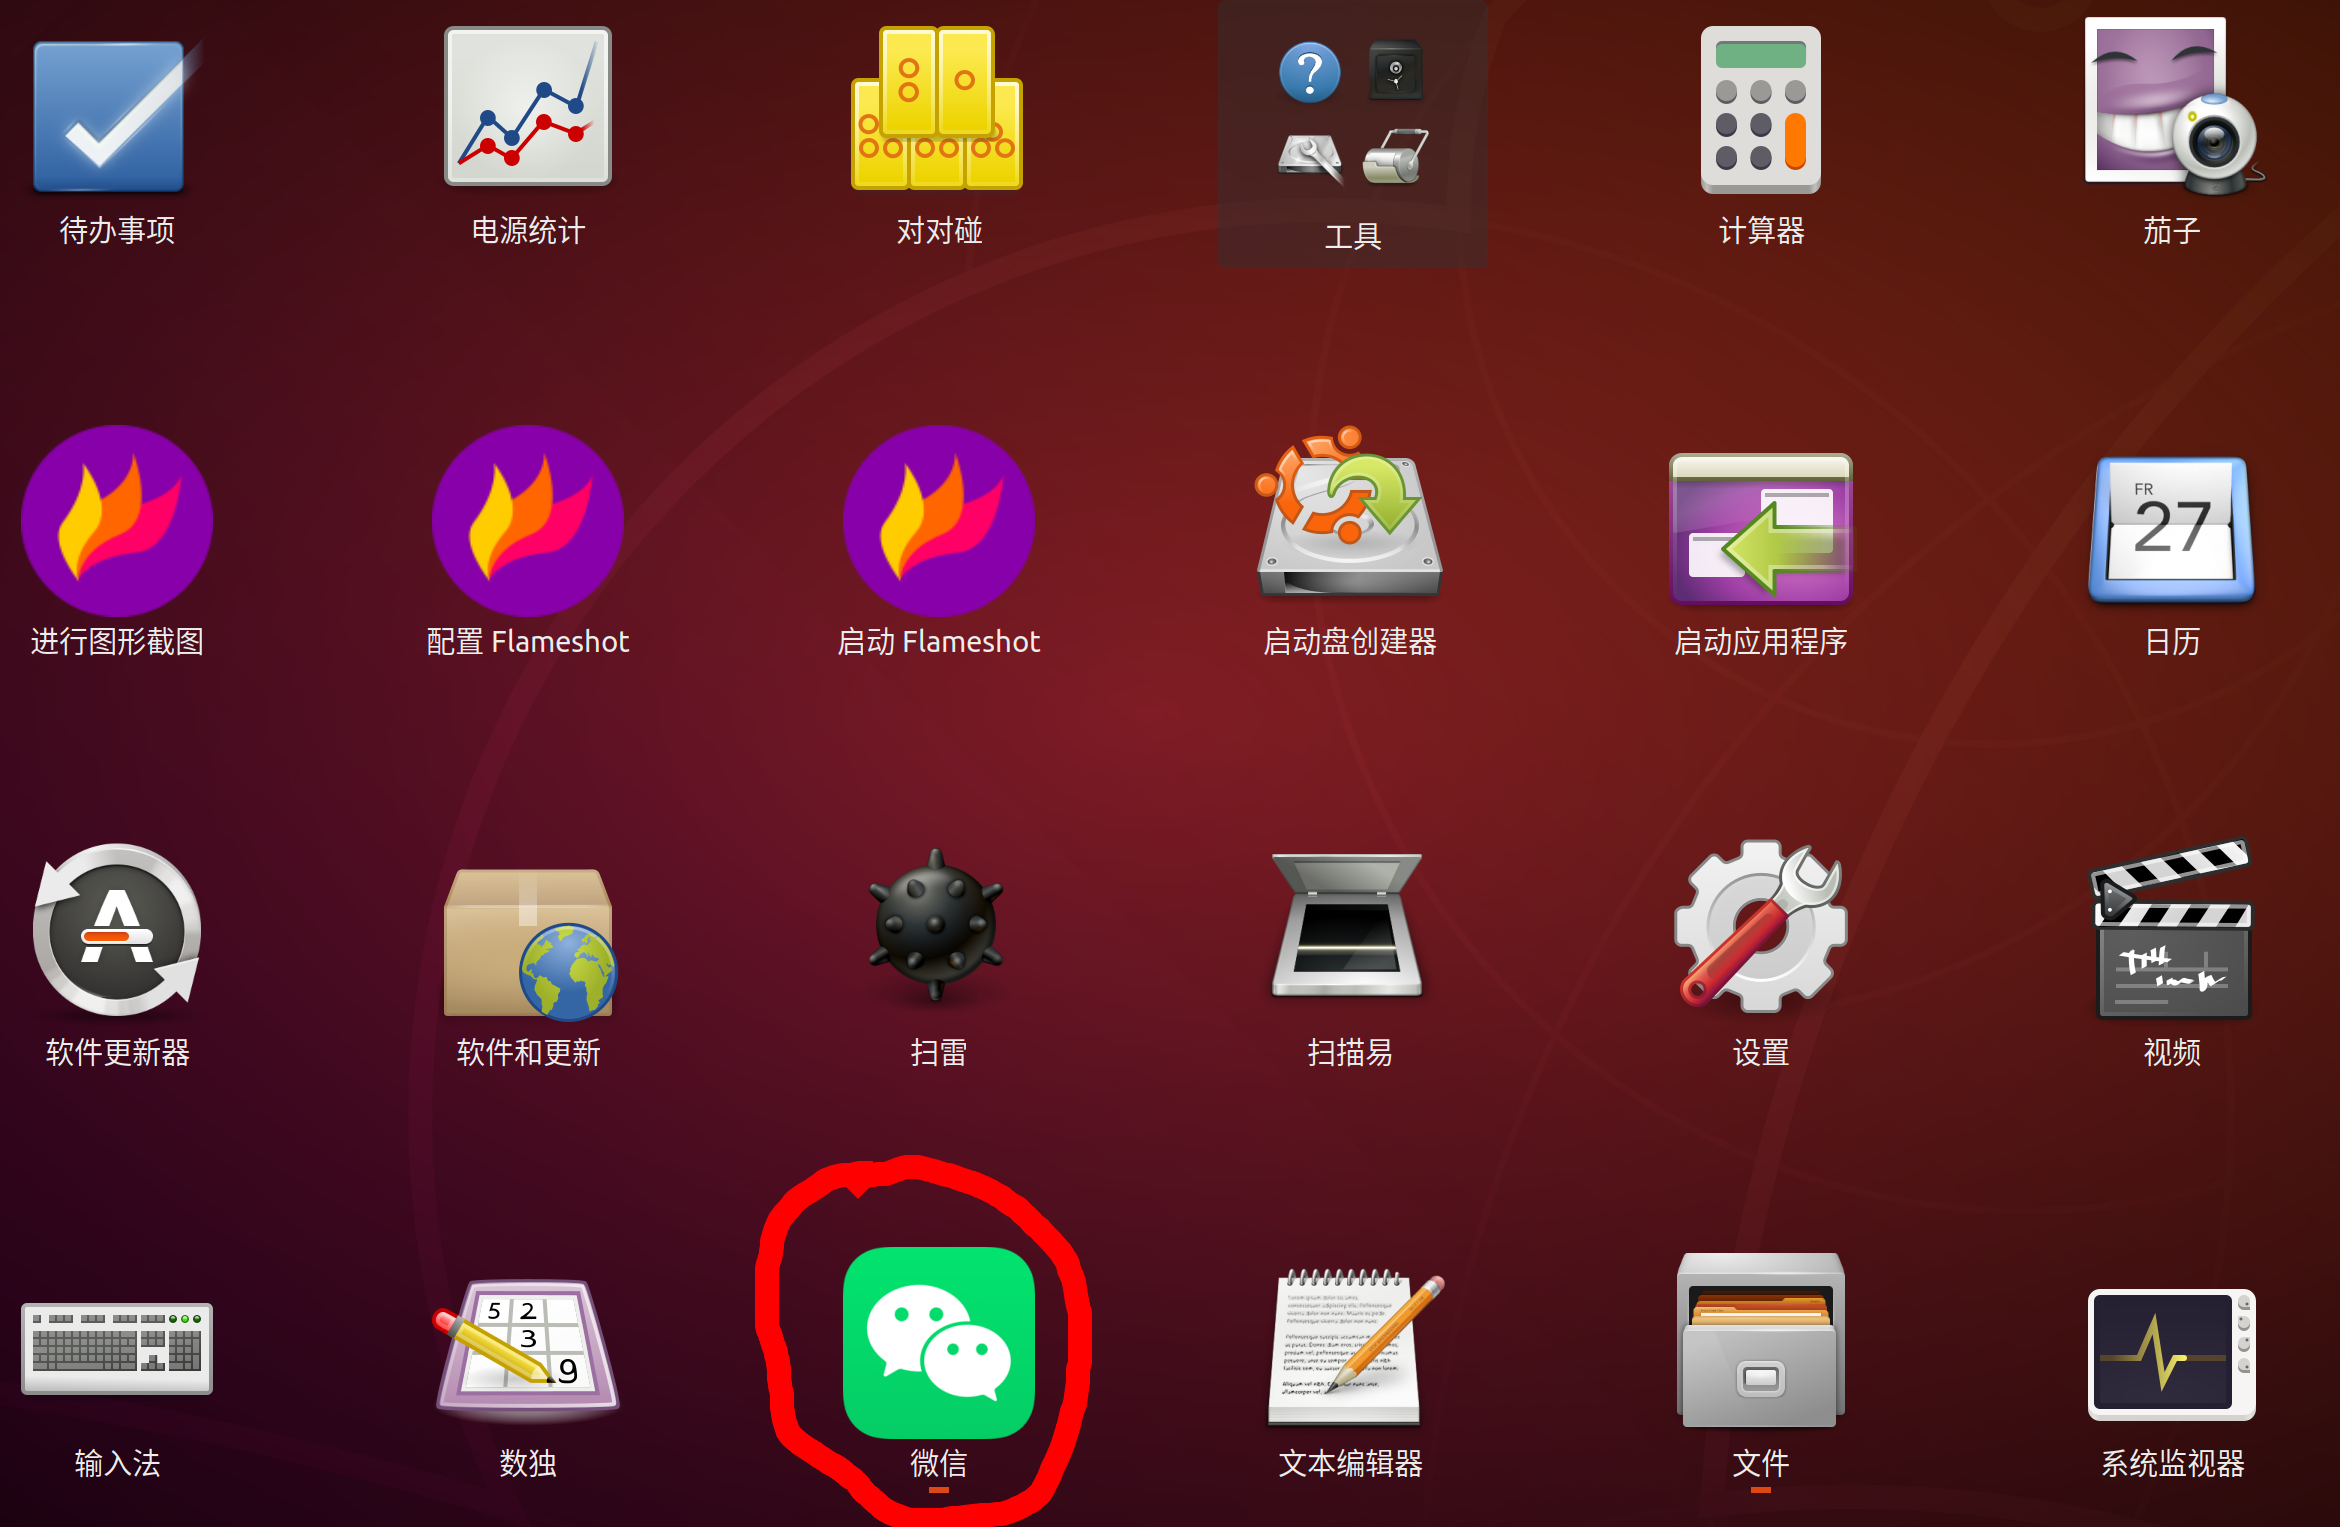 待办事项
电源统计
对对碰
工具
计算器
茄子
进行图形截图
配置 Flameshot
启动 Flameshot
启动盘创建器
启动应用程序
FR
27
日历
软件更新器
软件和更新
扫雷
扫描易
设置
视频
5 2
3
9
输入法
数独
微信
文本编辑器
文件
系统监视器